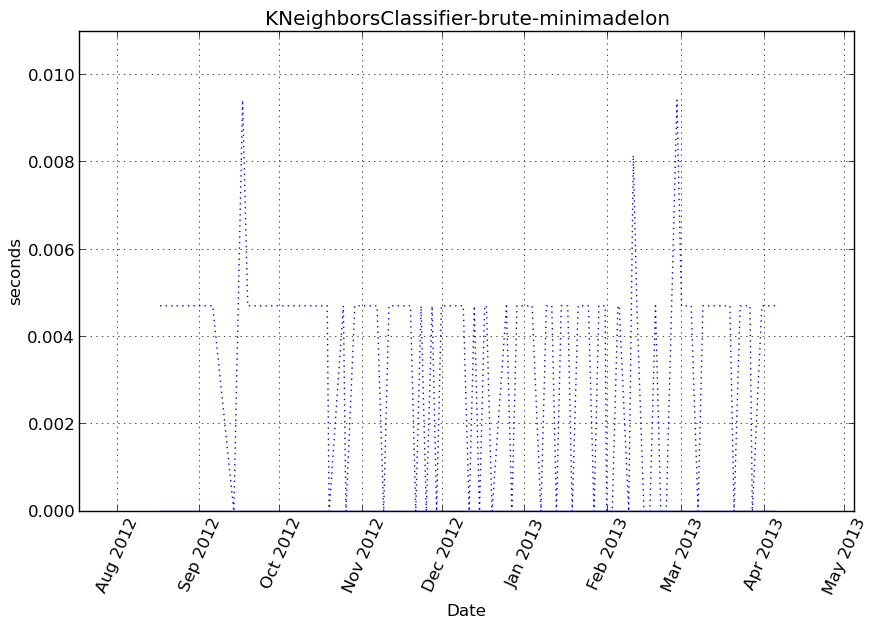 KNeighborsClassifier-brute-minimadelon
0.010
0.008
0.006
0.004
0.002
0.000
seconds
Aug 2012
Sep 2012
Oct 2012
Nov 2012
Dec 2012
Jan 2013
Feb 2013
Mar 2013
Apr 2013
May 2013
Date